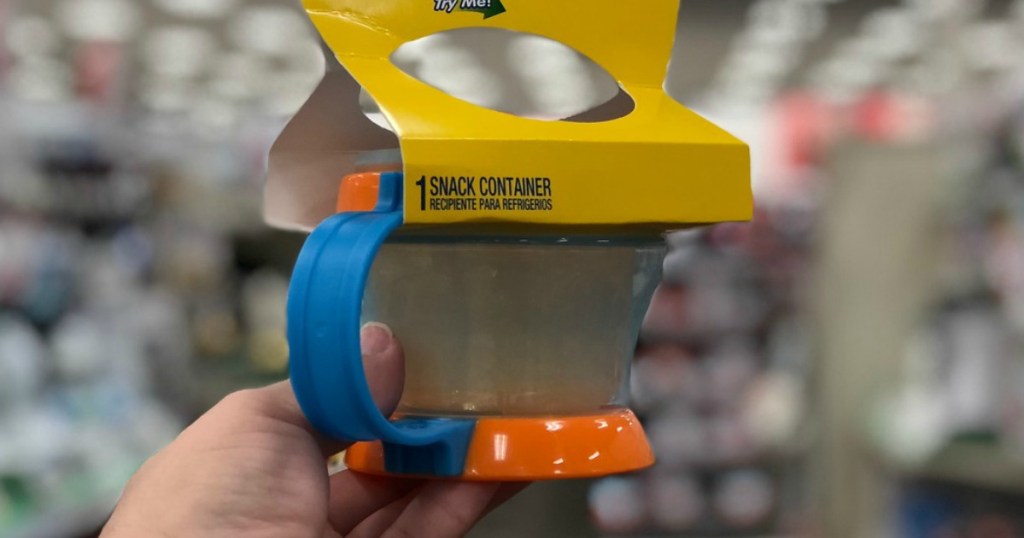 Try Me!
1 SNACK CONTAINER
RECIPIENTE PARA REFRIGERIOS